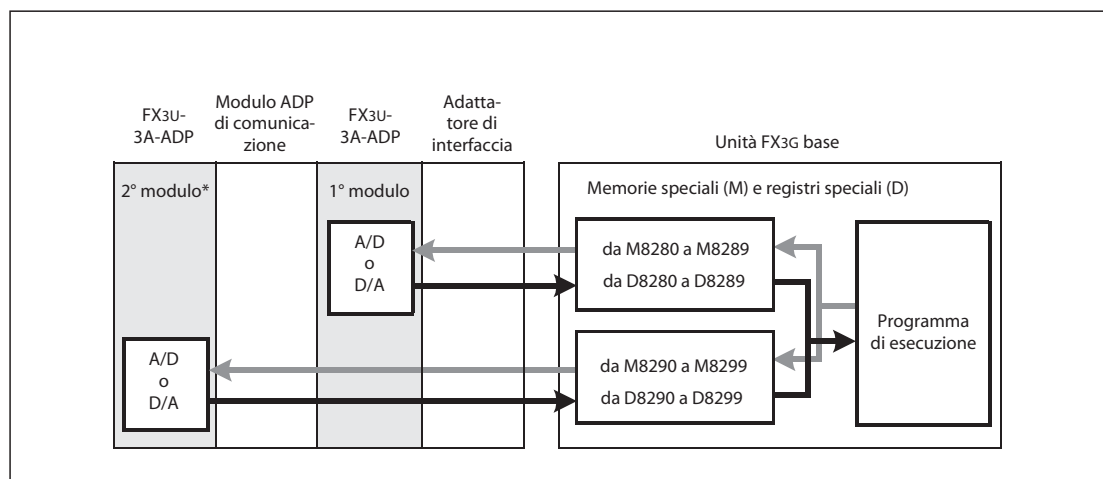 FX3U-
3A-ADP
Modulo ADP
di comunica-
zione
FX3U-
3A-ADP
Adatta-
tore di
interfaccia
Unità FX3G base
2° modulo*
1° modulo
Memorie speciali (M) e registri speciali (D)
A/D
o
D/A
da M8280 a M8289
da D8280 a D8289
Programma
di esecuzione
A/D
o
D/A
da M8290 a M8299
da D8290 a D8299